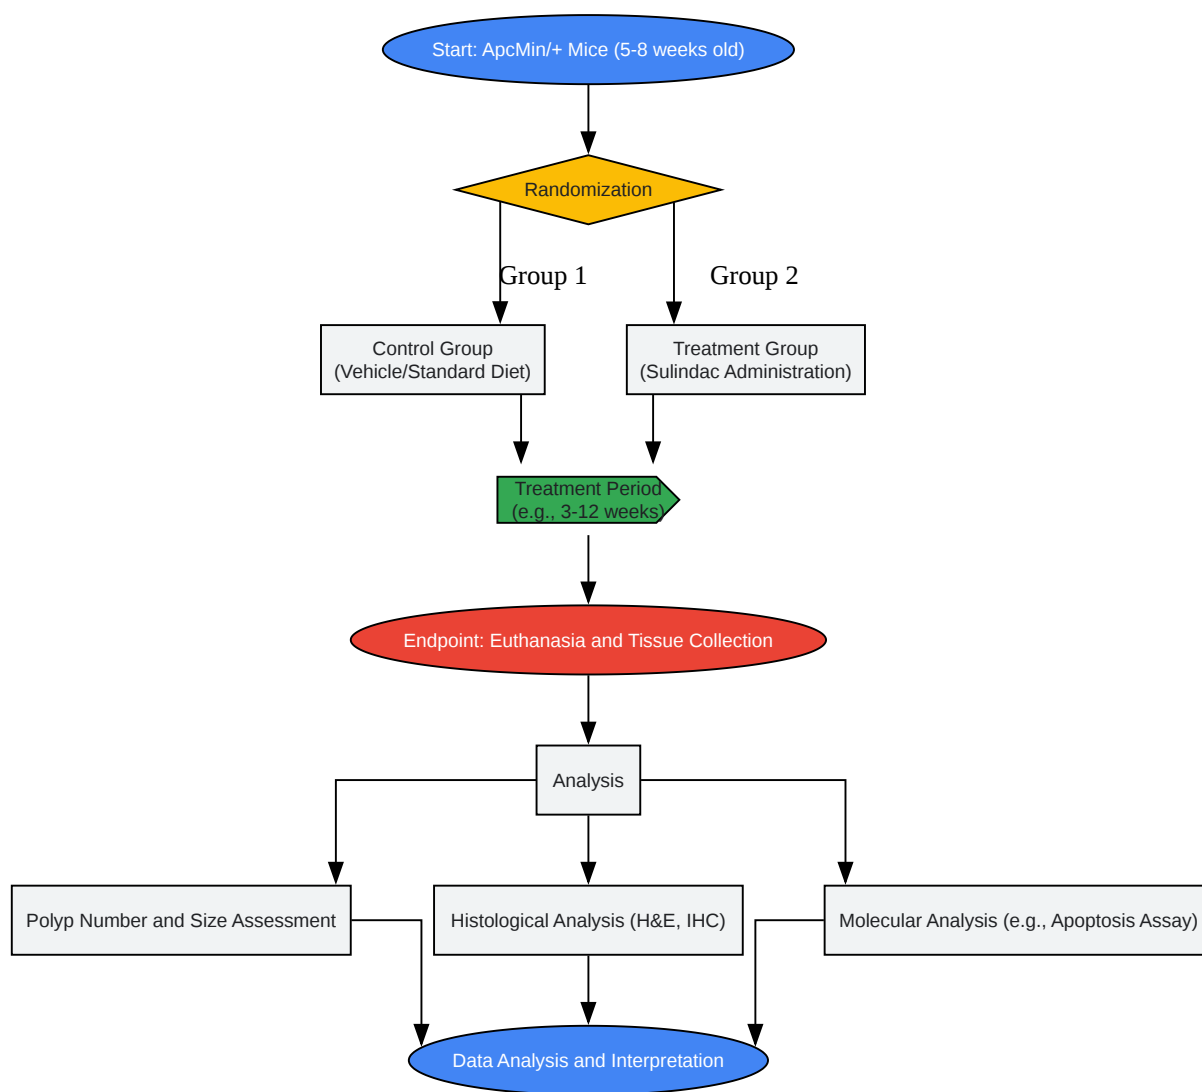 Start: ApcMin/+ Mice (5-8 weeks old)
Randomization
Group 1
Group 2
Control Group
(Vehicle/Standard Diet)
Treatment Group
(Sulindac Administration)
Treatment Period
(e.g., 3-12 weeks)
Endpoint: Euthanasia and Tissue Collection
Analysis
Polyp Number and Size Assessment
Histological Analysis (H&E, IHC)
Molecular Analysis (e.g., Apoptosis Assay)
Data Analysis and Interpretation